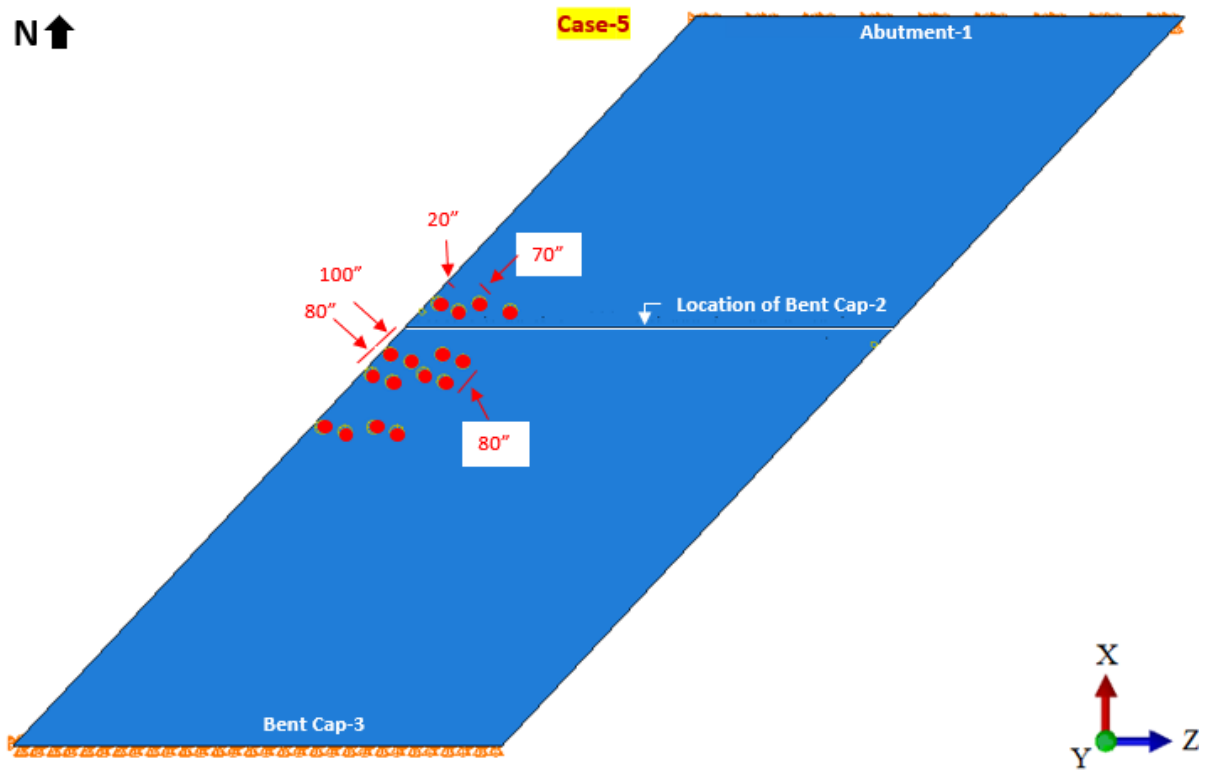 N
Case-5
Abutment-1
20”
70”
100”
80”
Location of Bent Cap-2
80”
Bent Cap-3
X
Y
Z